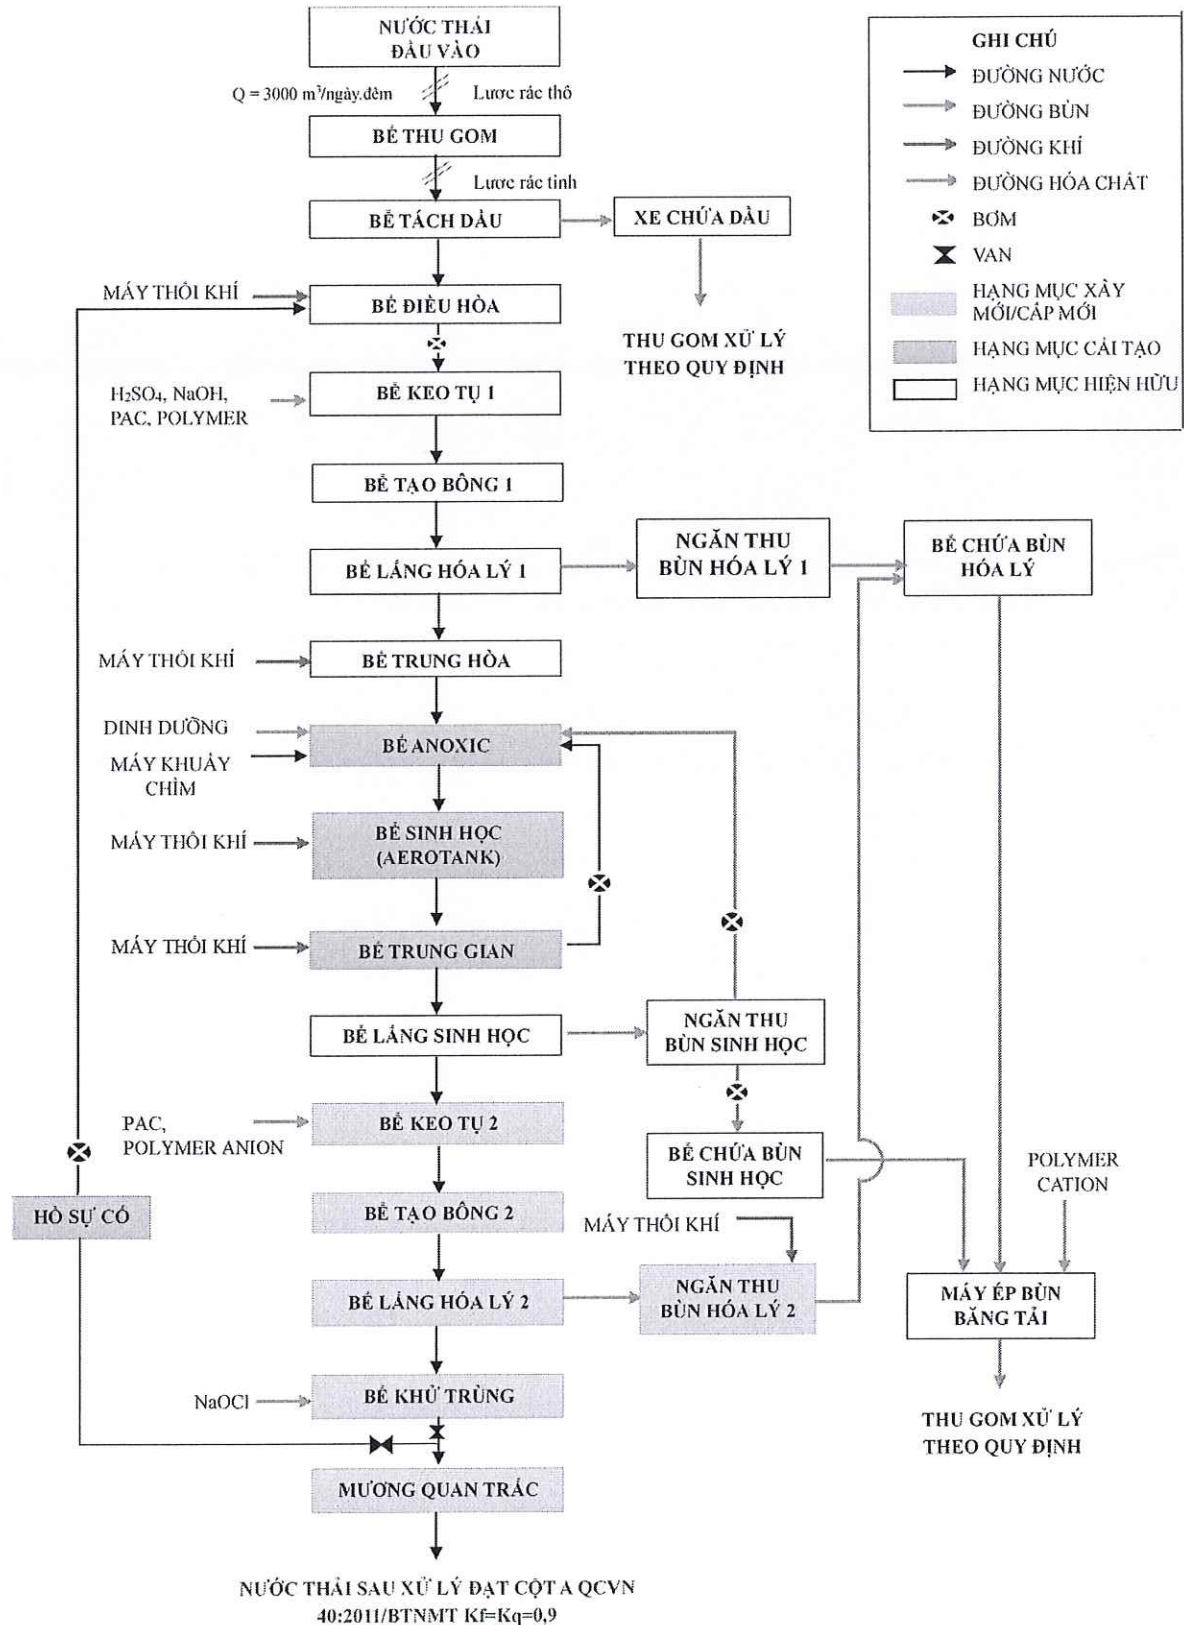 NƯỚC THẢI
ĐẦU VÀO
Q = 3000 m³/ngày.đêm
Lược rác thô
BỂ THU GOM
Lược rác tinh
BỂ TÁCH DẦU
XE CHỨA DẦU
MÁY THỔI KHÍ
BỂ ĐIỀU HÒA
THU GOM XỬ LÝ
THEO QUY ĐỊNH
H₂SO₄, NaOH,
PAC, POLYMER
BỂ KEO TỤ 1
BỂ TẠO BÔNG 1
BỂ LẮNG HÓA LÝ 1
NGĂN THU
BÙN HÓA LÝ 1
BỂ CHỨA BÙN
HÓA LÝ
MÁY THỔI KHÍ
BỂ TRUNG HÒA
DINH DƯỠNG
MÁY KHUẤY
CHÌM
BỂ ANOXIC
MÁY THỔI KHÍ
BỂ SINH HỌC
(AEROTANK)
MÁY THỔI KHÍ
BỂ TRUNG GIAN
BỂ LẮNG SINH HỌC
NGĂN THU
BÙN SINH HỌC
PAC,
POLYMER ANION
BỂ KEO TỤ 2
BỂ CHỨA BÙN
SINH HỌC
POLYMER
CATION
HỒ SỰ CỐ
BỂ TẠO BÔNG 2
MÁY THỔI KHÍ
BỂ LẮNG HÓA LÝ 2
NGĂN THU
BÙN HÓA LÝ 2
MÁY ÉP BÙN
BĂNG TẢI
NaOCl
BỂ KHỬ TRÙNG
THU GOM XỬ LÝ
THEO QUY ĐỊNH
MƯƠNG QUAN TRẮC
NƯỚC THẢI SAU XỬ LÝ ĐẠT CỘT A QCVN
40:2011/BTNMT Kf=Kq=0,9
GHI CHÚ
ĐƯỜNG NƯỚC
ĐƯỜNG BÙN
ĐƯỜNG KHÍ
ĐƯỜNG HÓA CHẤT
BƠM
VAN
HẠNG MỤC XÂY
MỚI/CẤP MỚI
HẠNG MỤC CẢI TẠO
HẠNG MỤC HIỆN HỮU